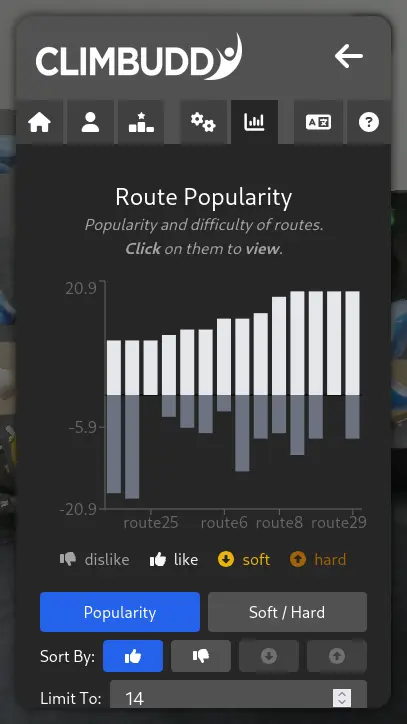 CLIMBUDDY
Route Popularity
Popularity and difficulty of routes.
Click on them to view.
20.9
-5.9
-20.9
route25 route6 route8 route29
dislike like soft hard
Popularity Soft / Hard
Sort By:
Limit To: 14